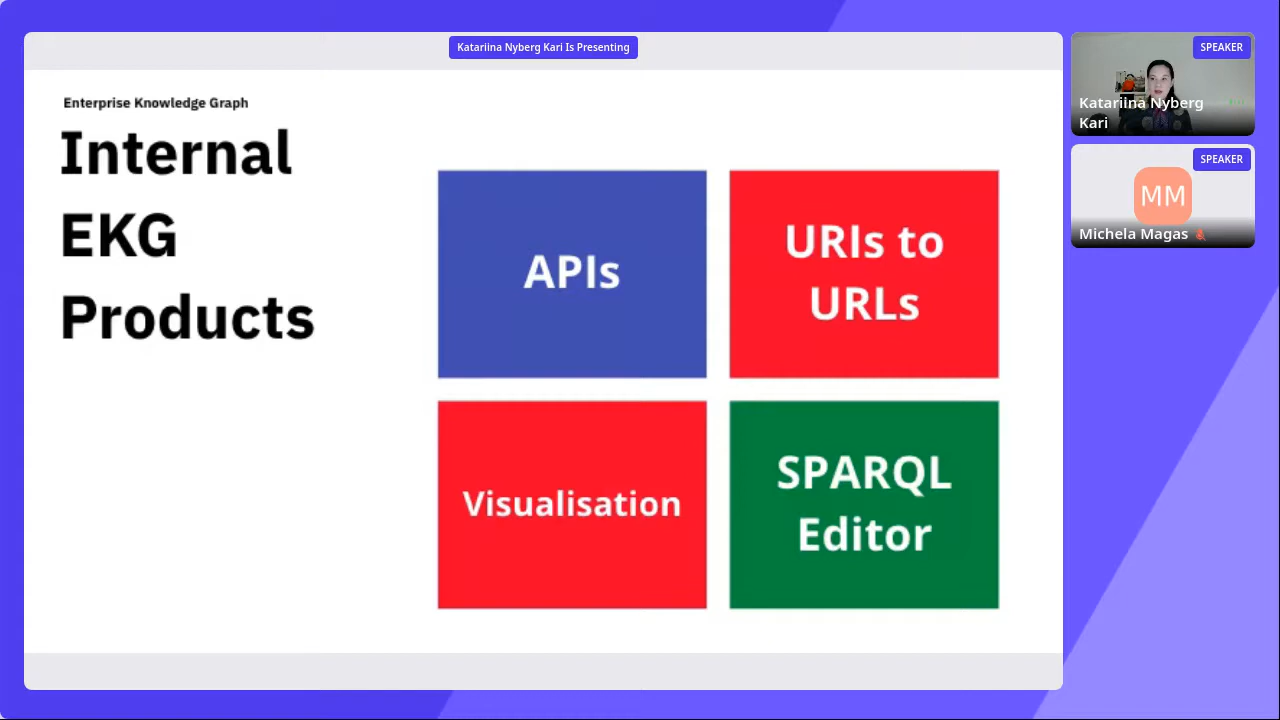 Katariina Nyberg Kari Is Presenting
Enterprise Knowledge Graph
Internal
EKG
Products
APIs
URIs to
URLs
Visualisation
SPARQL
Editor
SPEAKER
Katariina Nyberg
Kari
SPEAKER
MM
Michela Magas